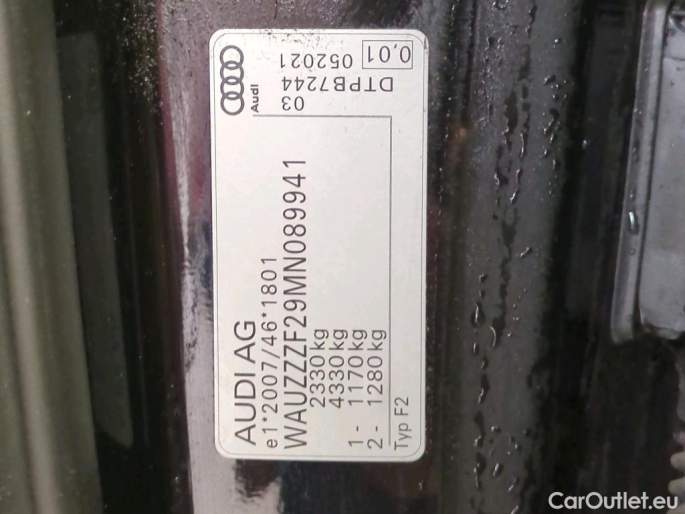 AUDI AG
e1*2007/46*1801
WAUZZZF29MN089941
2330 kg
4330 kg
1 - 1170 kg
2 - 1280 kg
Typ F2
Audi
03
DTPB7244
052021
0,01
CarOutlet.eu